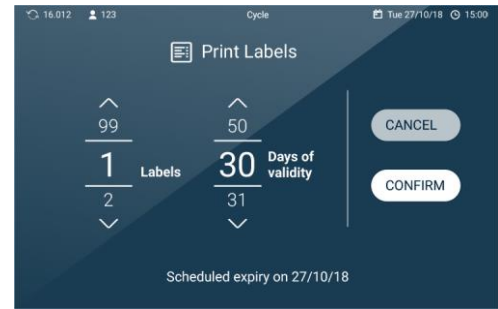 16.012 123 Cycle Tue 27/10/18 15:00
Print Labels
99 50
1 Labels 30 Days of validity
2 31
CANCEL
CONFIRM
Scheduled expiry on 27/10/18